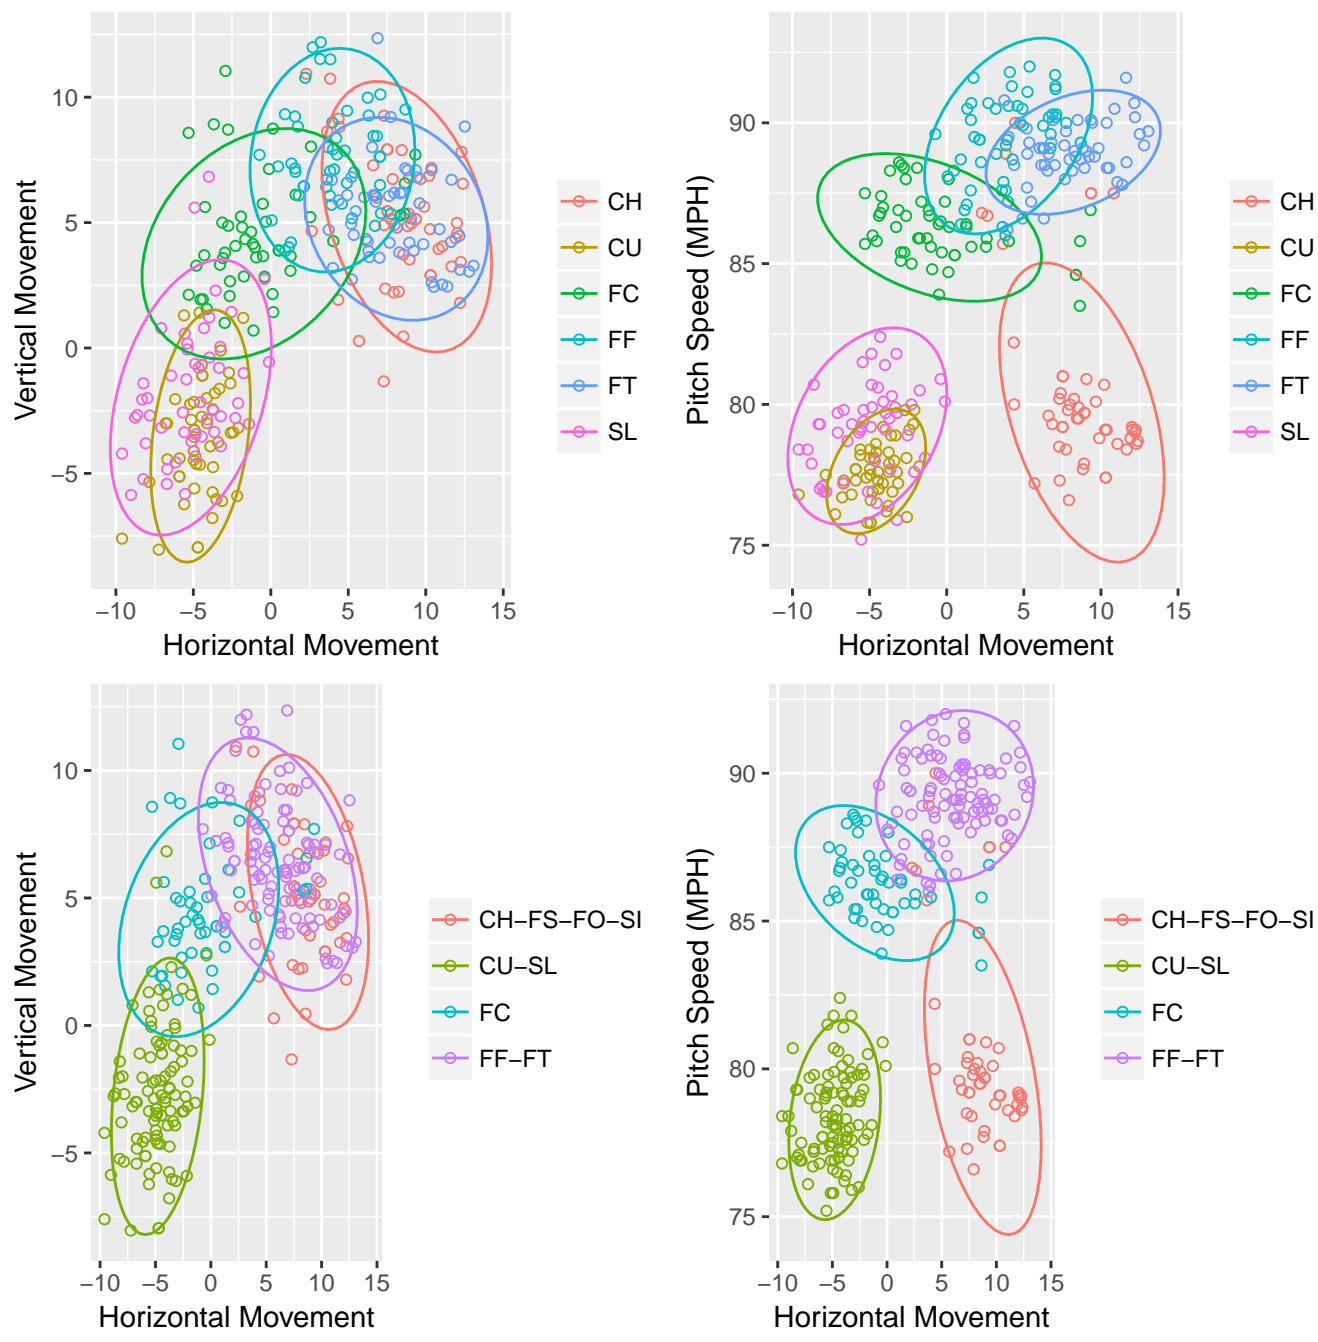 Vertical Movement
10
5
0
−5
−10 −5 0 5 10 15
Horizontal Movement
CH
CU
FC
FF
FT
SL
Pitch Speed (MPH)
90
85
80
75
−10 −5 0 5 10 15
Horizontal Movement
CH
CU
FC
FF
FT
SL
Vertical Movement
10
5
0
−5
−10 −5 0 5 10 15
Horizontal Movement
CH−FS−FO−SI
CU−SL
FC
FF−FT
Pitch Speed (MPH)
90
85
80
75
−10 −5 0 5 10 15
Horizontal Movement
CH−FS−FO−SI
CU−SL
FC
FF−FT